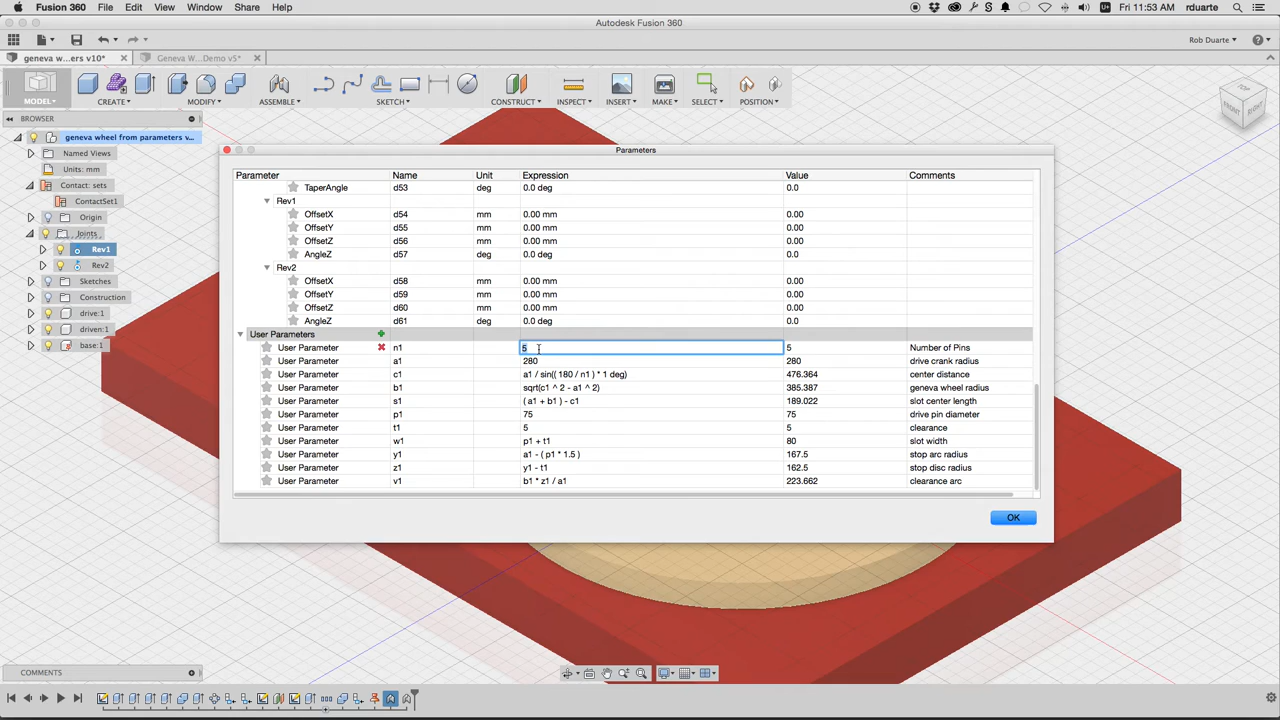 Fusion 360 File Edit View Window Share Help Fri 11:53 AM rduarte
Autodesk Fusion 360
Rob Duarte
geneva w...ers v10* Geneva W...Demo v5*
MODEL CREATE MODIFY ASSEMBLE SKETCH CONSTRUCT INSPECT INSERT MAKE SELECT POSITION
TOP
FRONT RIGHT
BROWSER
geneva wheel from parameters v...
Named Views
Units: mm
Contact: sets
ContactSet1
Origin
Joints
Rev1
Rev2
Sketches
Construction
drive:1
driven:1
base:1
Parameters
Parameter Name Unit Expression Value Comments
TaperAngle d53 deg 0.0 deg 0.0
Rev1
OffsetX d54 mm 0.00 mm 0.00
OffsetY d55 mm 0.00 mm 0.00
OffsetZ d56 mm 0.00 mm 0.00
AngleZ d57 deg 0.0 deg 0.0
Rev2
OffsetX d58 mm 0.00 mm 0.00
OffsetY d59 mm 0.00 mm 0.00
OffsetZ d60 mm 0.00 mm 0.00
AngleZ d61 deg 0.0 deg 0.0
User Parameters
User Parameter n1 5 5 Number of Pins
User Parameter a1 280 280 drive crank radius
User Parameter c1 a1 / sin(( 180 / n1 ) * 1 deg) 476.364 center distance
User Parameter b1 sqrt(c1 ^ 2 - a1 ^ 2) 385.387 geneva wheel radius
User Parameter s1 ( a1 + b1 ) - c1 189.022 slot center length
User Parameter p1 75 75 drive pin diameter
User Parameter t1 5 5 clearance
User Parameter w1 p1 + t1 80 slot width
User Parameter y1 a1 - ( p1 * 1.5 ) 167.5 stop arc radius
User Parameter z1 y1 - t1 162.5 stop disc radius
User Parameter v1 b1 * z1 / a1 223.662 clearance arc
OK
COMMENTS